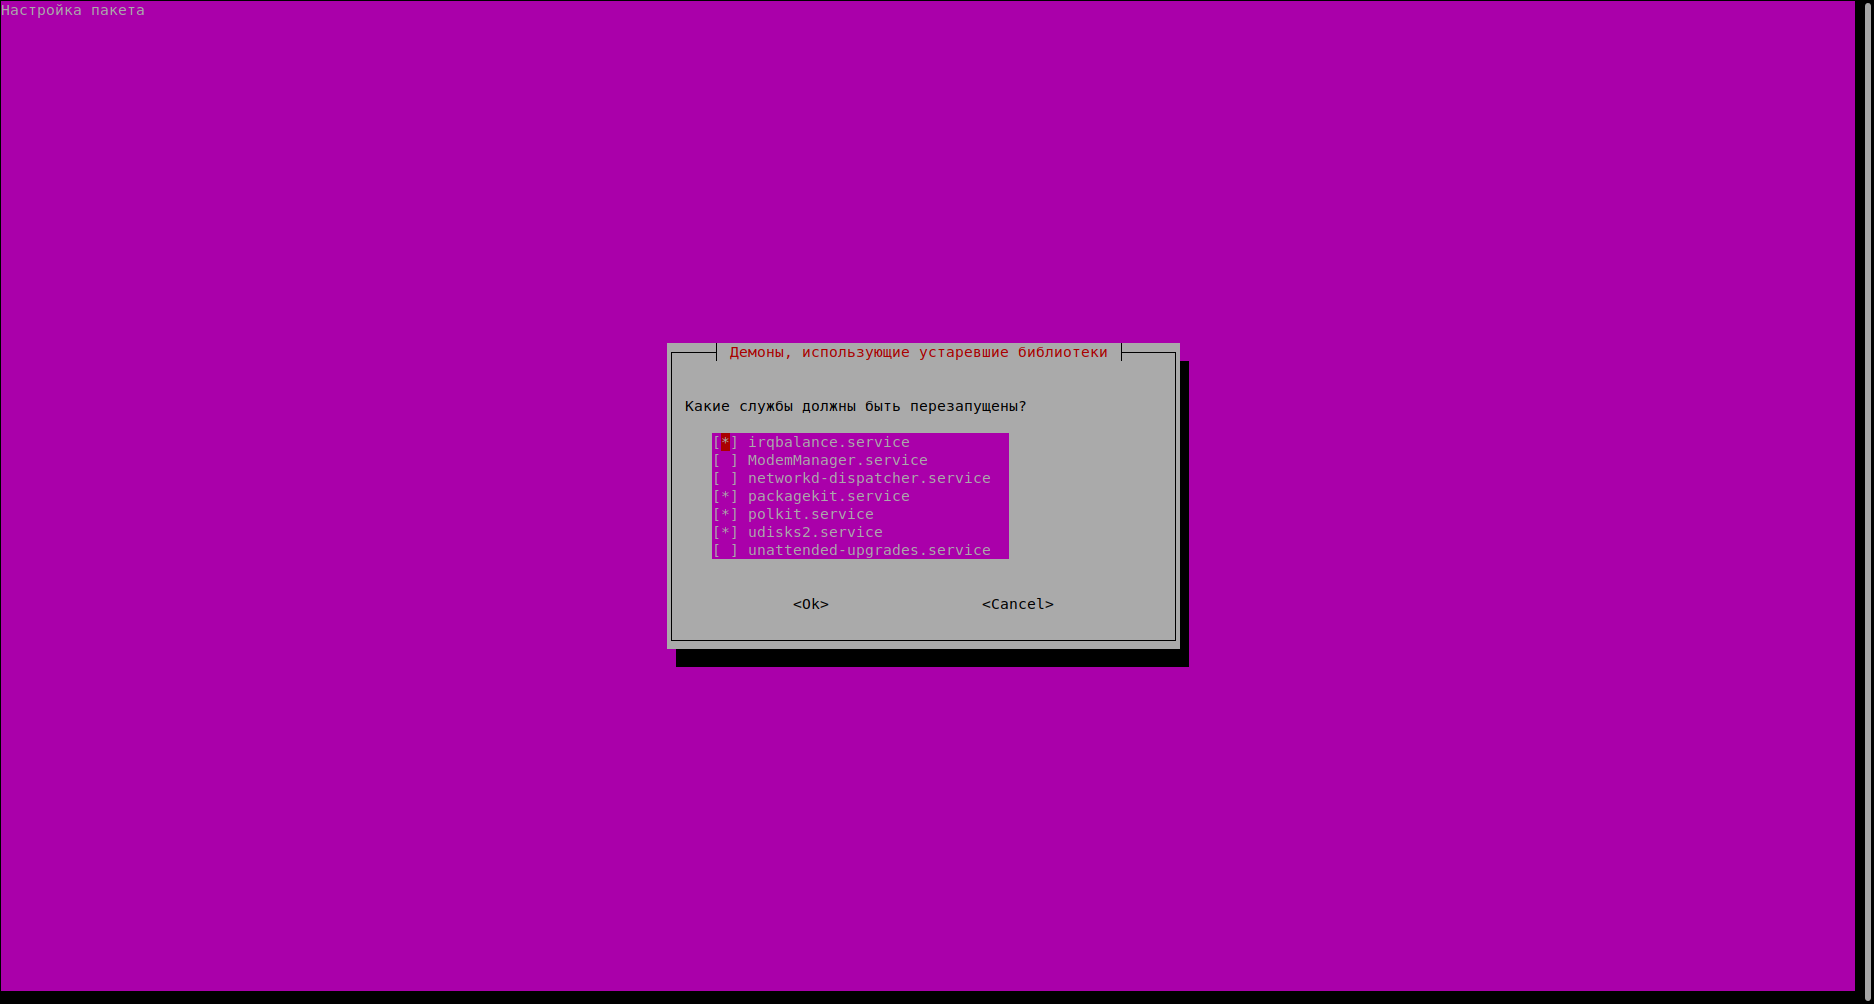 Настройка пакета
Демоны, использующие устаревшие библиотеки
Какие службы должны быть перезапущены?
[*] irqbalance.service
[ ] ModemManager.service
[ ] networkd-dispatcher.service
[*] packagekit.service
[*] polkit.service
[*] udisks2.service
[ ] unattended-upgrades.service
<Ok> <Cancel>